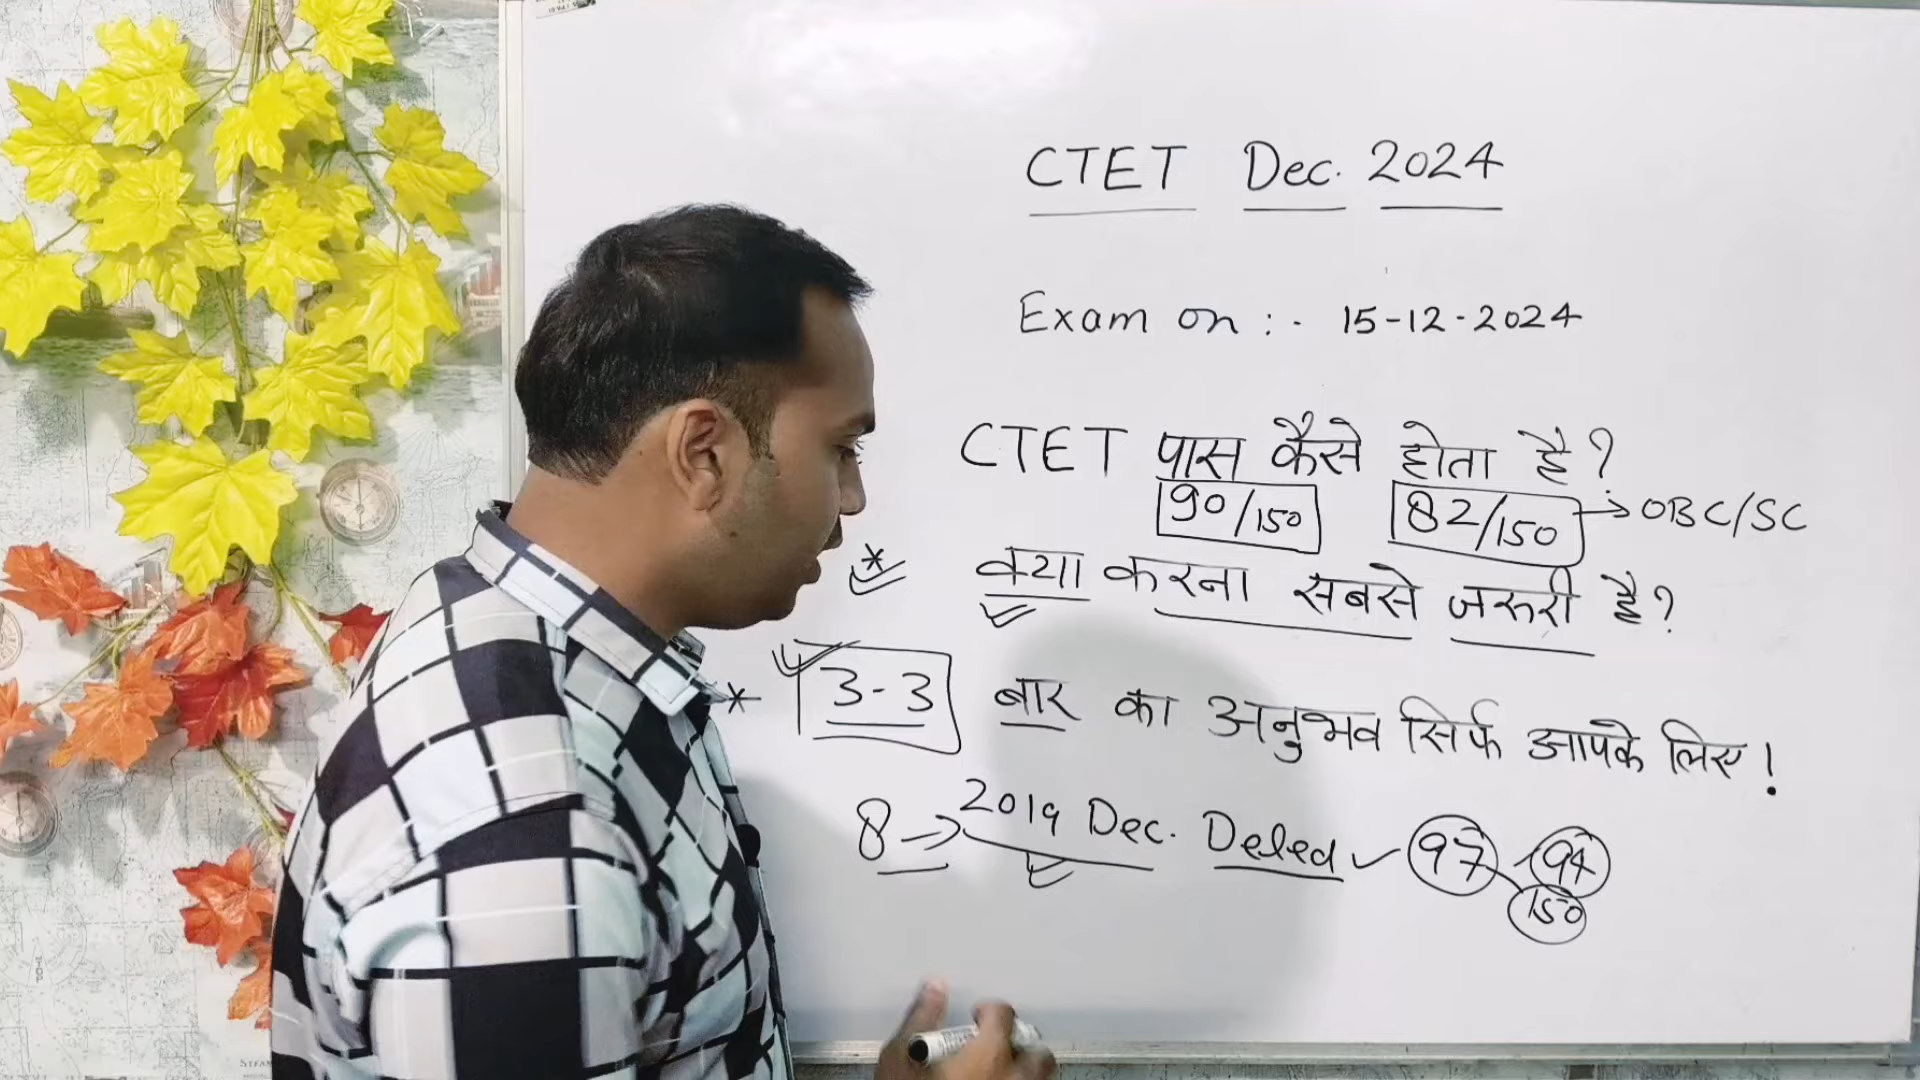 CTET Dec. 2024
Exam on :- 15-12-2024
CTET पास कैसे होता है?
90/150 82/150 → OBC/SC
* क्या करना सबसे जरूरी है?
* 3-3 बार का अनुभव सिर्फ आपके लिए!
8 → 2019 Dec. Deled ✓ 97 94
150